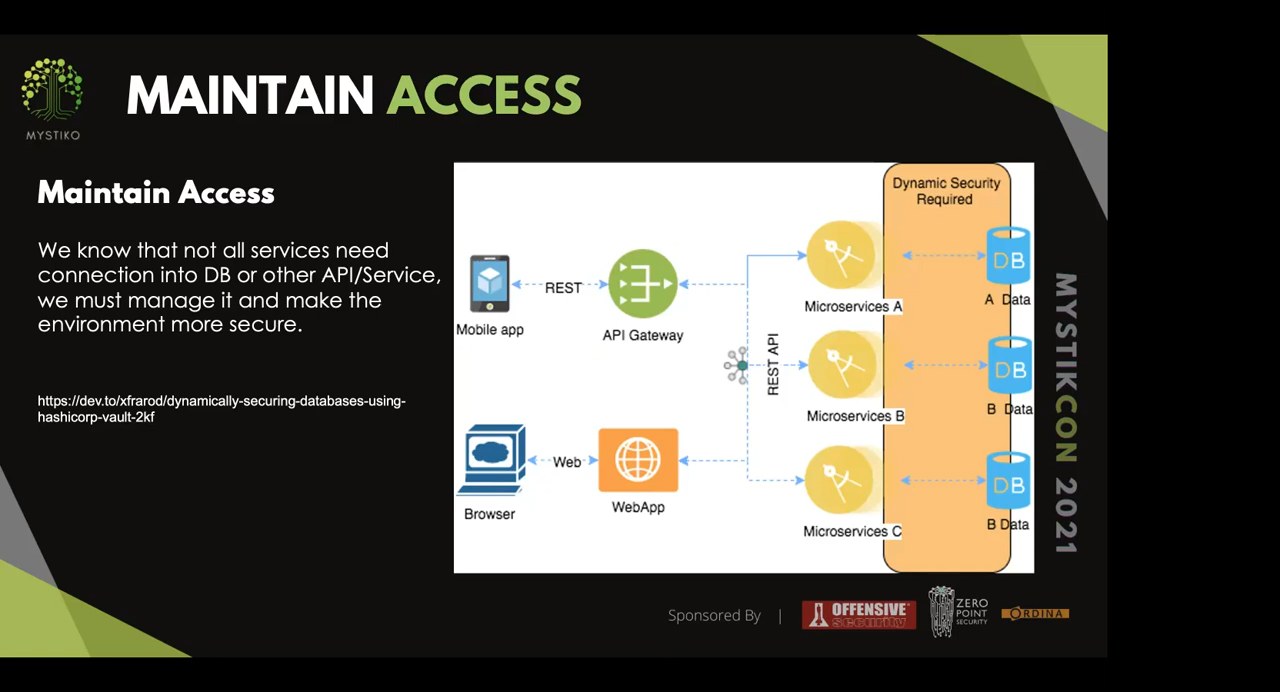 MYSTIKO
MAINTAIN ACCESS
Maintain Access
We know that not all services need
connection into DB or other API/Service,
we must manage it and make the
environment more secure.
https://dev.to/xfrarod/dynamically-securing-databases-using-
hashicorp-vault-2kf
Dynamic Security
Required
Mobile app
REST
API Gateway
REST API
Microservices A
DB
A Data
Microservices B
DB
B Data
Browser
Web
WebApp
Microservices C
DB
B Data
MYSTIKCON 2021
Sponsored By |
OFFENSIVE
security
ZERO
POINT
SECURITY
ORDINA